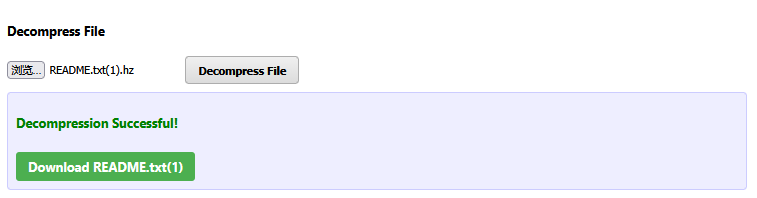 Decompress File
浏览... README.txt(1).hz Decompress File
Decompression Successful!
Download README.txt(1)